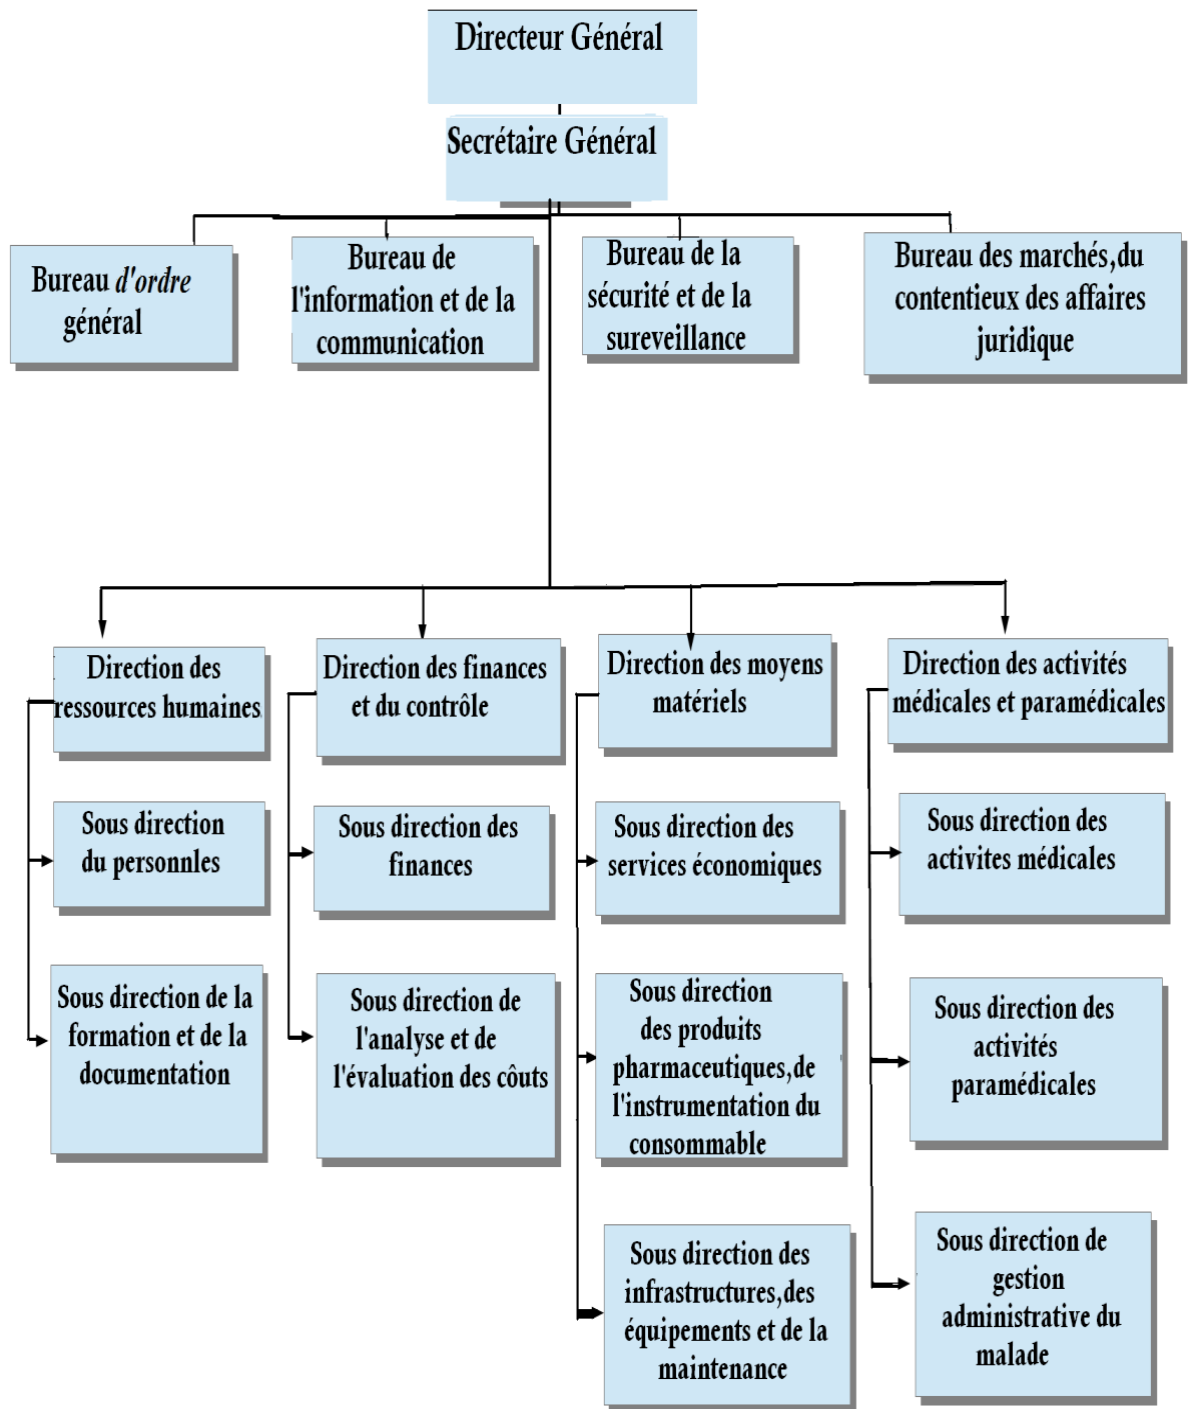 Directeur Général
Secrétaire Général
Bureau d'ordre
général
Bureau de
l'information et de la
communication
Bureau de la
sécurité et de la
sureveillance
Bureau des marchés,du
contentieux des affaires
juridique
Direction des
ressources humaines
Direction des finances
et du contrôle
Direction des moyens
matériels
Direction des activités
médicales et paramédicales
Sous direction
du personnles
Sous direction des
finances
Sous direction des
services économiques
Sous direction des
activites médicales
Sous direction de la
formation et de la
documentation
Sous direction de
l'analyse et de
l'évaluation des côuts
Sous direction
des produits
pharmaceutiques,de
l'instrumentation du
consommable
Sous direction des
activités
paramédicales
Sous direction des
infrastructures,des
équipements et de la
maintenance
Sous direction de
gestion
administrative du
malade